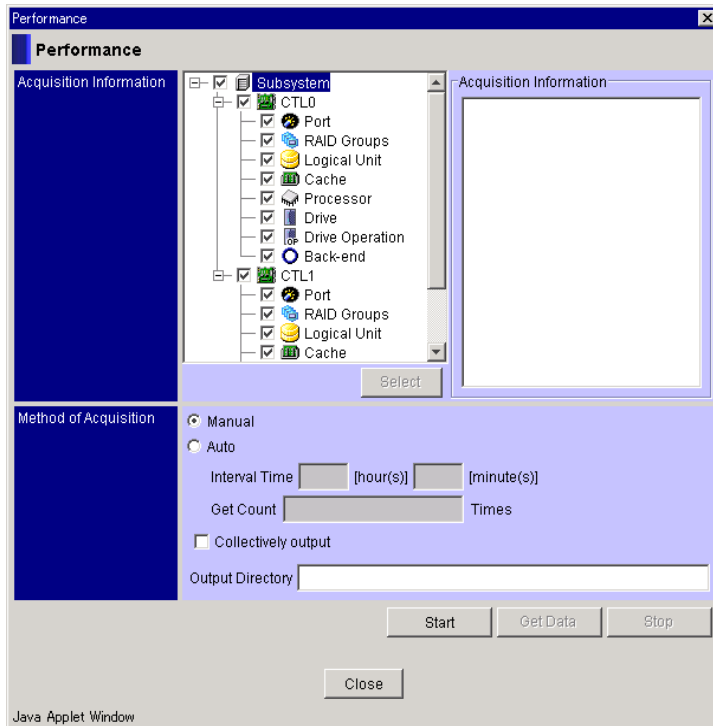 Performance
Performance
Acquisition Information
Subsystem
CTL0
Port
RAID Groups
Logical Unit
Cache
Processor
Drive
OP Drive Operation
Back-end
CTL1
Port
RAID Groups
Logical Unit
Cache
Select
Acquisition Information
Method of Acquisition
Manual
Auto
Interval Time [hour(s)] [minute(s)]
Get Count Times
Collectively output
Output Directory
Start Get Data Stop
Close
Java Applet Window